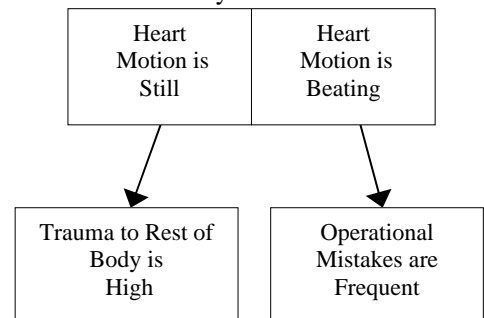 Heart
Motion is
Still
Heart
Motion is
Beating
Trauma to Rest of
Body is
High
Operational
Mistakes are
Frequent